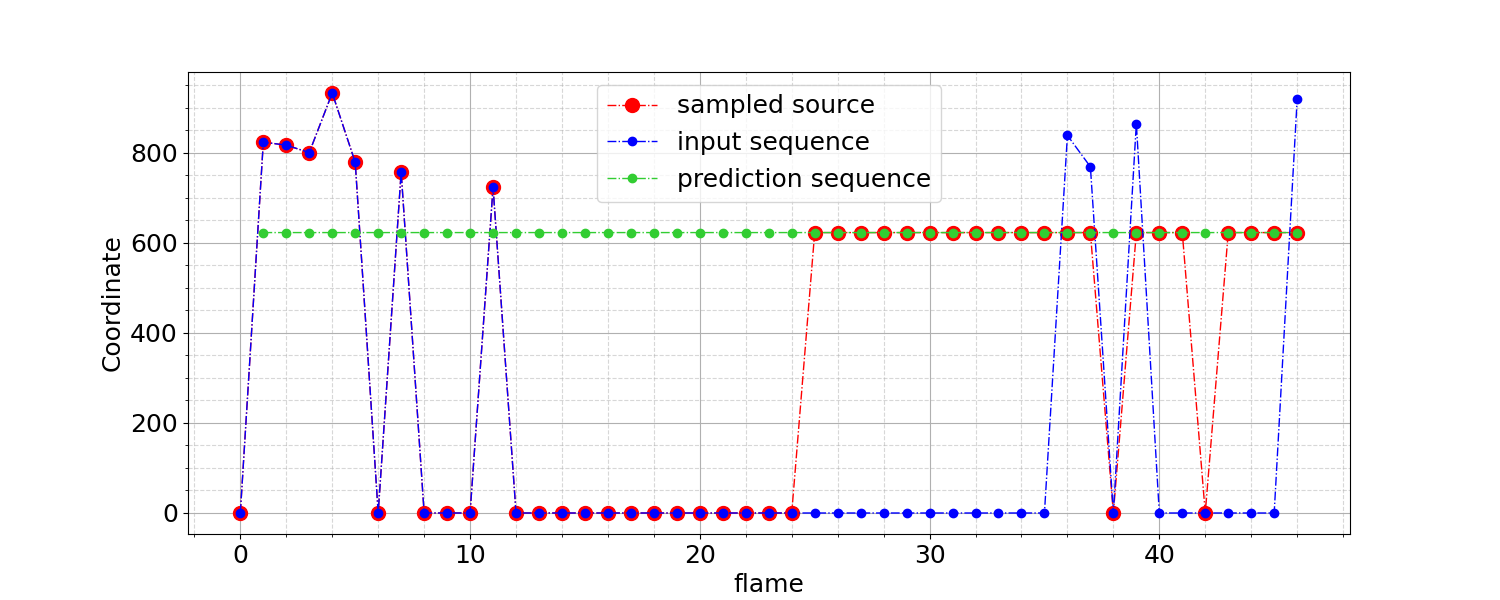 sampled source
input sequence
prediction sequence
Coordinate
800
600
400
200
0
0 10 20 30 40
flame